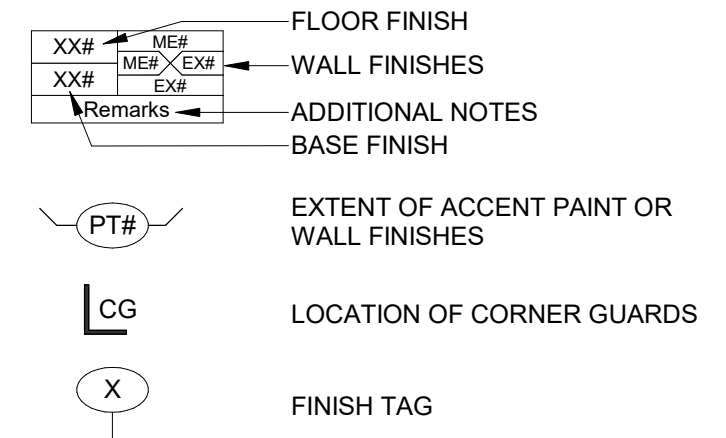 XX#
ME#
FLOOR FINISH
ME# EX#
WALL FINISHES
XX#
EX#
Remarks
ADDITIONAL NOTES
BASE FINISH
PT#
EXTENT OF ACCENT PAINT OR
WALL FINISHES
CG
LOCATION OF CORNER GUARDS
X
FINISH TAG